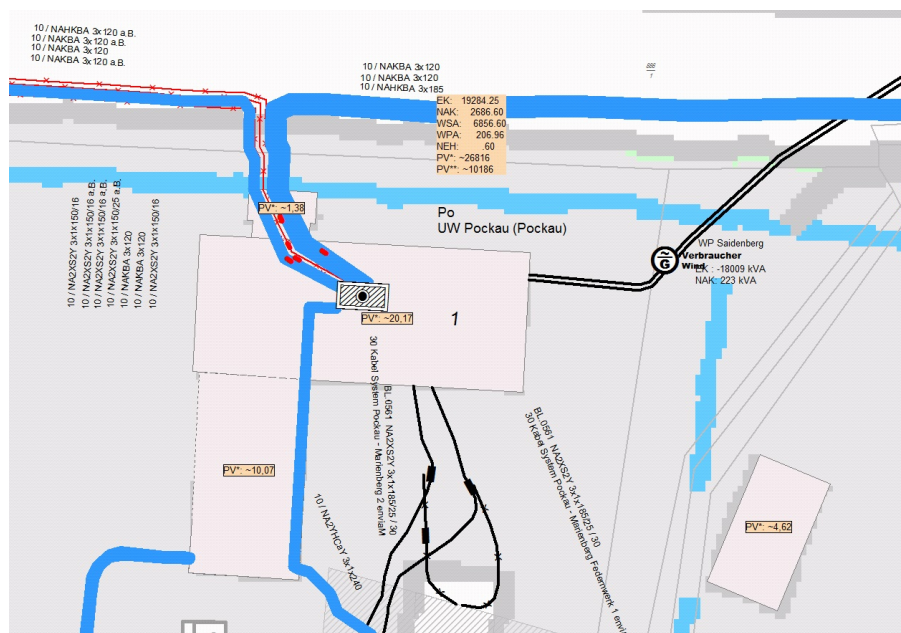 10 / NAHKBA 3x120 a.B.
10 / NAKBA 3x120 a.B.
10 / NAKBA 3x120
10 / NAKBA 3x120 a.B.
10 / NAKBA 3x120
10 / NAKBA 3x120
10 / NAHKBA 3x185
EK: 19284.25
NAK: 2686.60
WSA: 6856.60
WPA: 206.96
NEH: .60
PV*: ~26816
PV**: ~10186
10 / NA2XS2Y 3x1x150/16
10 / NA2XS2Y 3x1x150/16 a.B.
10 / NA2XS2Y 3x1x150/16 a.B.
10 / NA2XS2Y 3x1x150/25 a.B.
10 / NAKBA 3x120
10 / NAKBA 3x120
10 / NA2XS2Y 3x1x150/16
PV*: ~1,38
Po
UW Pockau (Pockau)
WP Saidenberg
G
Verbraucher
Wind
EK : -18009 kVA
NAK: 223 kVA
PV*: ~20,17
1
BL.0561 NA2XS2Y 3x1x185/25 / 30
30 Kabel System Pockau - Marienberg 2 enviaM
BL.0561 NA2XS2Y 3x1x185/25 / 30
30 Kabel System Pockau - Marienberg Federnwerk 1 enviaM
PV*: ~10,07
10 / NA2YHCaY 3x1x240
PV*: ~4,62